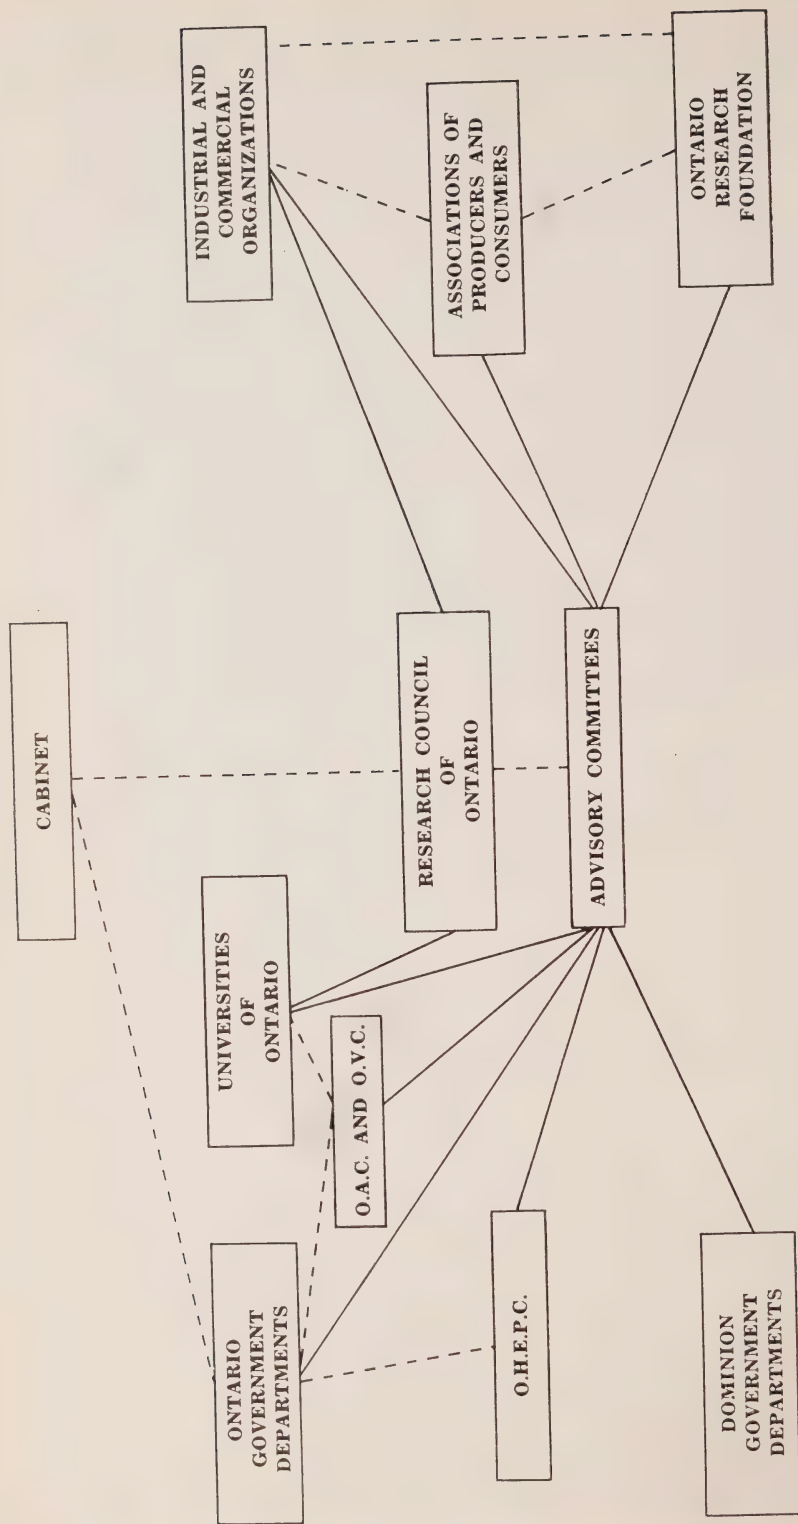 CABINET
ONTARIO
GOVERNMENT
DEPARTMENTS
UNIVERSITIES
OF
ONTARIO
INDUSTRIAL AND
COMMERCIAL
ORGANIZATIONS
O.A.C. AND O.V.C.
RESEARCH COUNCIL
OF
ONTARIO
ASSOCIATIONS OF
PRODUCERS AND
CONSUMERS
O.H.E.P.C.
ADVISORY COMMITTEES
DOMINION
GOVERNMENT
DEPARTMENTS
ONTARIO
RESEARCH
FOUNDATION